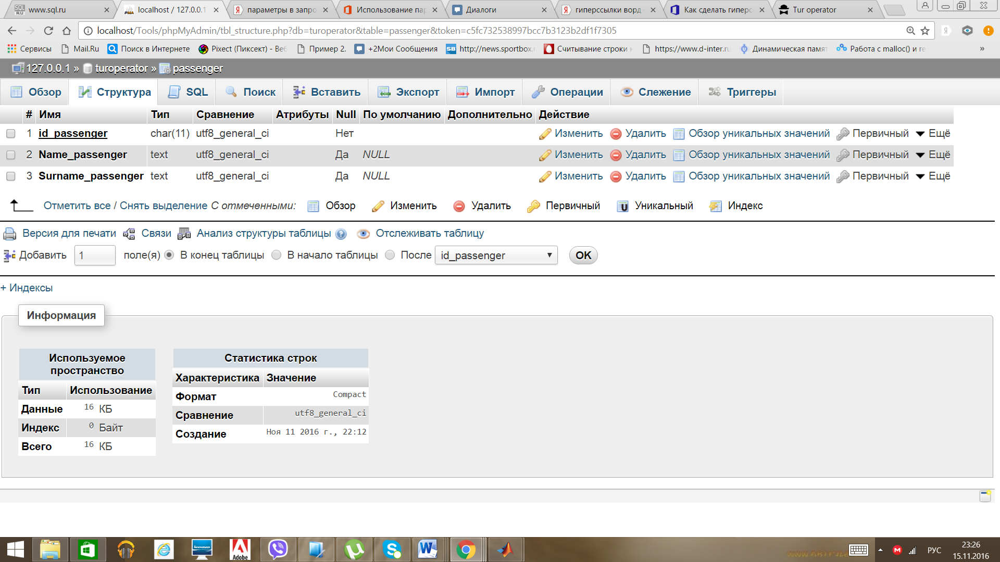 www.sql.ru
localhost / 127.0.0.1
параметры в запро
Использование пар
Диалоги
гиперссылки ворд
Как сделать гиперс
Tur operator
localhost/Tools/phpMyAdmin/tbl_structure.php?db=turoperator&table=passenger&token=c5fc732538997bcc7b3123b2df1f7305
Сервисы
Mail.Ru
Поиск в Интернете
Pixect (Пиксект) - Веб
Пример 2.
+2Мои Сообщения
http://news.sportbox.r
Считывание строки
https://www.d-inter.ru
Динамическая памят
Работа с malloc() и re
»
127.0.0.1 » turoperator » passenger
Обзор
Структура
SQL
Поиск
Вставить
Экспорт
Импорт
Операции
Слежение
Триггеры
# Имя Тип Сравнение Атрибуты Null По умолчанию Дополнительно Действие
1 id_passenger char(11) utf8_general_ci Нет Изменить Удалить Обзор уникальных значений Первичный Ещё
2 Name_passenger text utf8_general_ci Да NULL Изменить Удалить Обзор уникальных значений Первичный Ещё
3 Surname_passenger text utf8_general_ci Да NULL Изменить Удалить Обзор уникальных значений Первичный Ещё
Отметить все / Снять выделение С отмеченными: Обзор Изменить Удалить Первичный Уникальный Индекс
Версия для печати Связи Анализ структуры таблицы Отслеживать таблицу
Добавить 1 поле(я) В конец таблицы В начало таблицы После id_passenger OK
+ Индексы
Информация
Используемое
пространство
Тип Использование
Данные 16 КБ
Индекс 0 Байт
Всего 16 КБ
Статистика строк
Характеристика Значение
Формат Compact
Сравнение utf8_general_ci
Создание Ноя 11 2016 г., 22:12
Adobe
РУС
23:26
15.11.2016